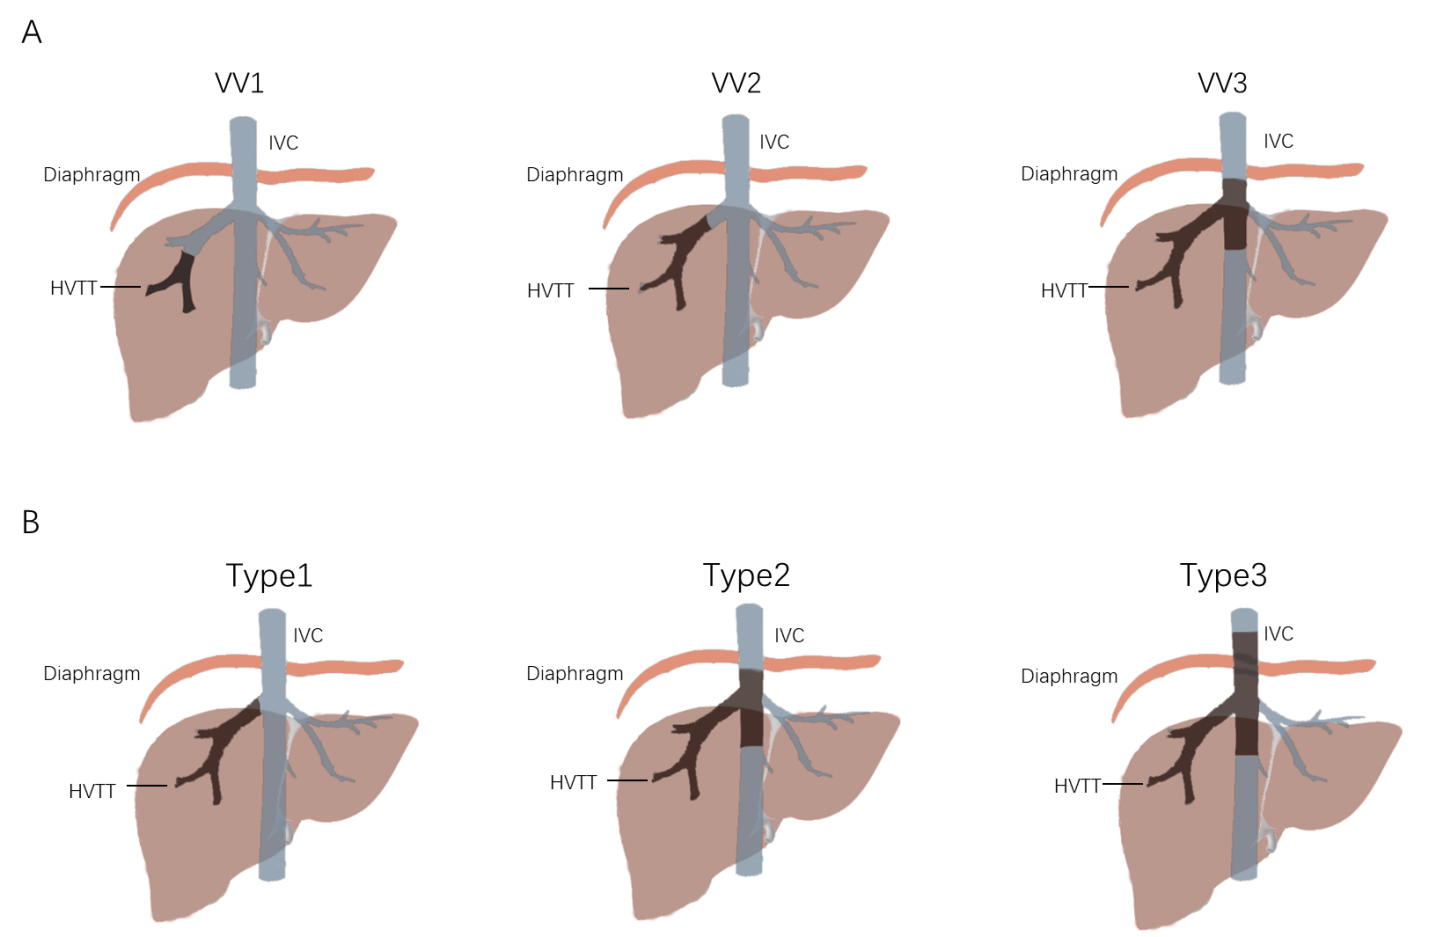 A
VV1
VV2
VV3
IVC
IVC
IVC
Diaphragm
Diaphragm
Diaphragm
HVTT
HVTT
HVTT
B
Type1
Type2
Type3
IVC
IVC
IVC
Diaphragm
Diaphragm
Diaphragm
HVTT
HVTT
HVTT